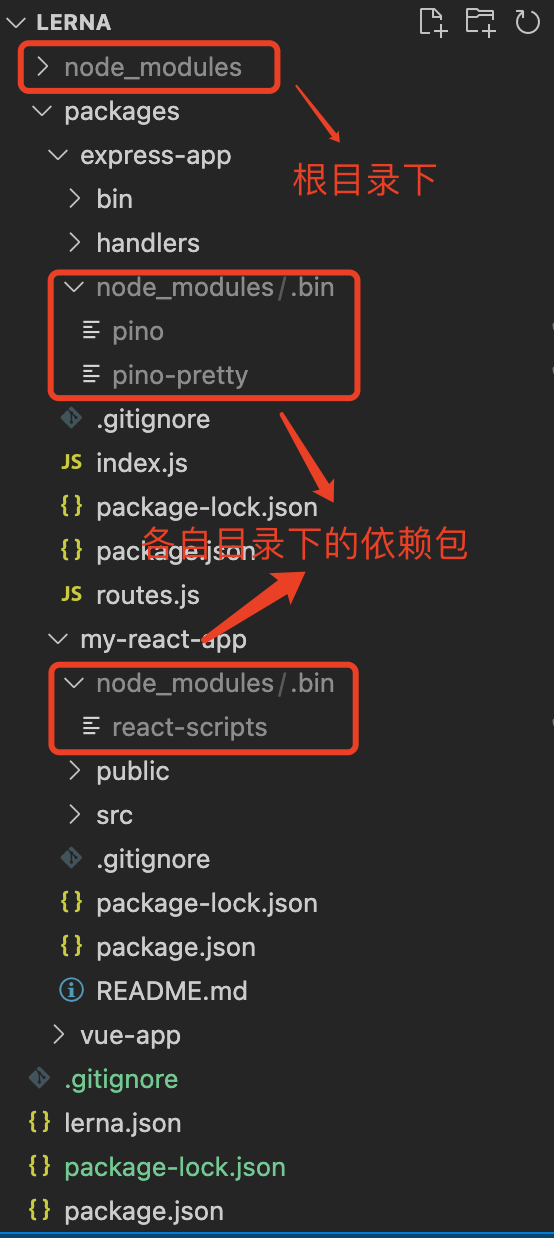 LERNA
node_modules
packages
根目录下
express-app
bin
handlers
node_modules/.bin
pino
pino-pretty
.gitignore
JS index.js
{} package-lock.json
各自目录下的依赖包
{} package.json
JS routes.js
my-react-app
node_modules/.bin
react-scripts
public
src
.gitignore
{} package-lock.json
{} package.json
README.md
vue-app
.gitignore
{} lerna.json
{} package-lock.json
{} package.json